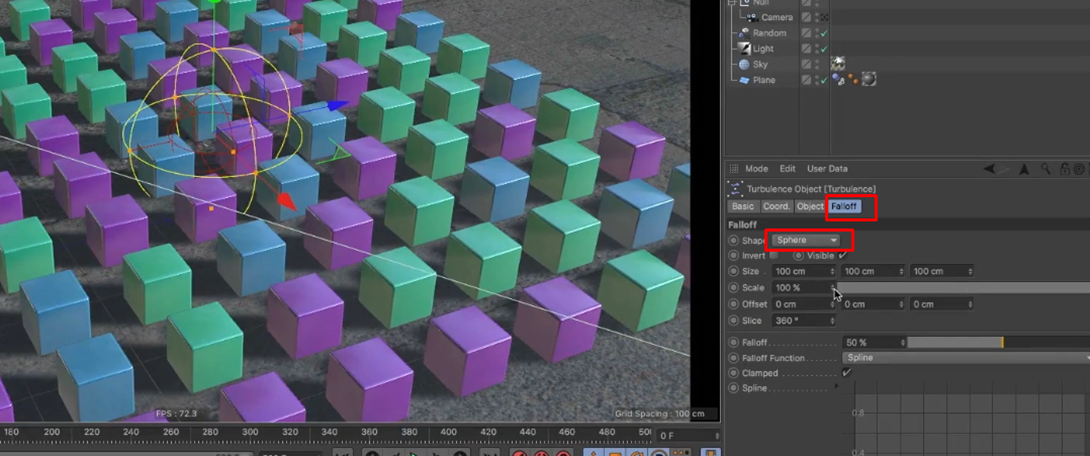 Null
Camera
Random
Light
Sky
Plane
Mode Edit User Data
Turbulence Object [Turbulence]
Basic Coord. Object Falloff
Falloff
Shap Sphere
Invert Visible
Size 100 cm 100 cm 100 cm
Scale 100 %
Offset 0 cm 0 cm 0 cm
Slice 360 °
Falloff 50 %
Falloff Function Spline
Clamped
Spline
0.8
0.4
FPS : 72.3
Grid Spacing : 100 cm
180 200 220 240 260 280 300 320 340 360 380 400 420 440 460 480 0 F